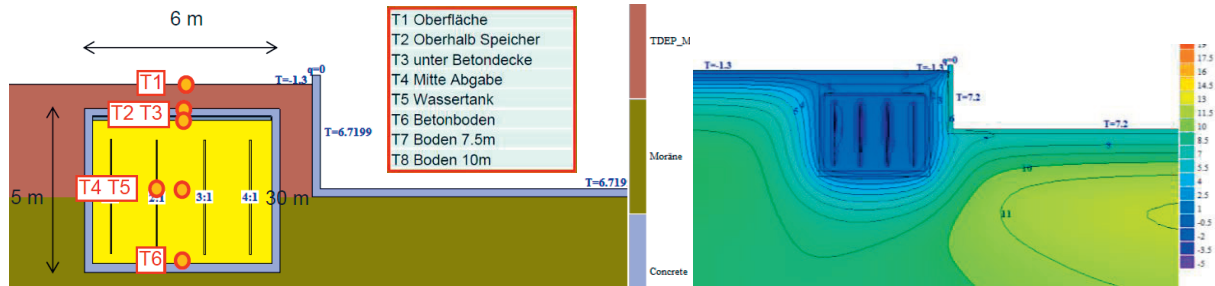 6 m
T1 Oberfläche
T2 Oberhalb Speicher
T3 unter Betondecke
T4 Mitte Abgabe
T5 Wassertank
T6 Betonboden
T7 Boden 7.5m
T8 Boden 10m
T1
T=-1.3
q=0
T2 T3
T=6.7199
T4 T5
5 m
2:1
3:1
4:1
30 m
T=6.719
T6
TDEP_M
Moräne
Concrete
T=-1.3
T=-1.3
q=0
T=7.2
T=7.2
6
9
10
11
19
17.5
16
14.5
13
11.5
10
8.5
7
5.5
4
2.5
1
-0.5
-2
-3.5
-5